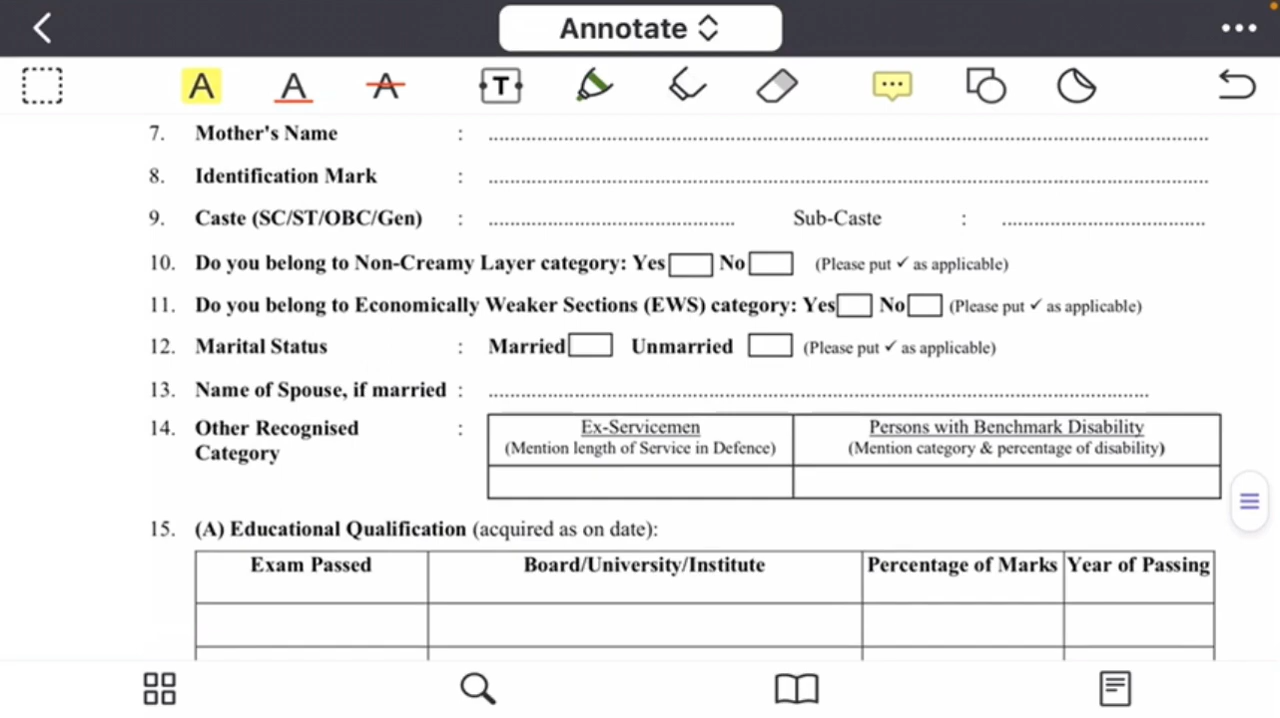 Annotate
A A A T
7. Mother's Name : ........................................................................
8. Identification Mark : ........................................................................
9. Caste (SC/ST/OBC/Gen) : .................................... Sub-Caste : ..............................
10. Do you belong to Non-Creamy Layer category: Yes No (Please put ✓ as applicable)
11. Do you belong to Economically Weaker Sections (EWS) category: Yes No (Please put ✓ as applicable)
12. Marital Status : Married Unmarried (Please put ✓ as applicable)
13. Name of Spouse, if married : ........................................................................
14. Other Recognised Category : Ex-Servicemen Persons with Benchmark Disability
(Mention length of Service in Defence) (Mention category & percentage of disability)
15. (A) Educational Qualification (acquired as on date):
Exam Passed Board/University/Institute Percentage of Marks Year of Passing